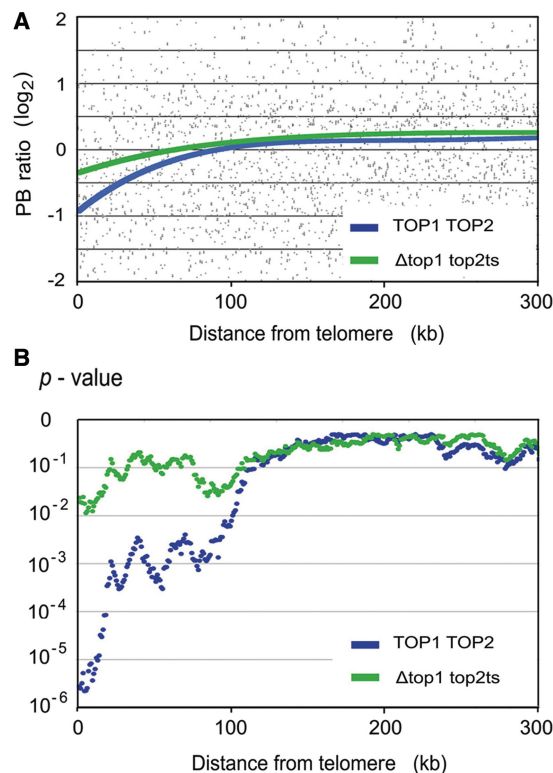 A
PB ratio (log₂)
2
1
0
-1
-2
TOP1 TOP2
Δtop1 top2ts
0
100
200
300
Distance from telomere (kb)
B
p - value
0
10⁻¹
10⁻²
10⁻³
10⁻⁴
10⁻⁵
10⁻⁶
TOP1 TOP2
Δtop1 top2ts
0
100
200
300
Distance from telomere (kb)